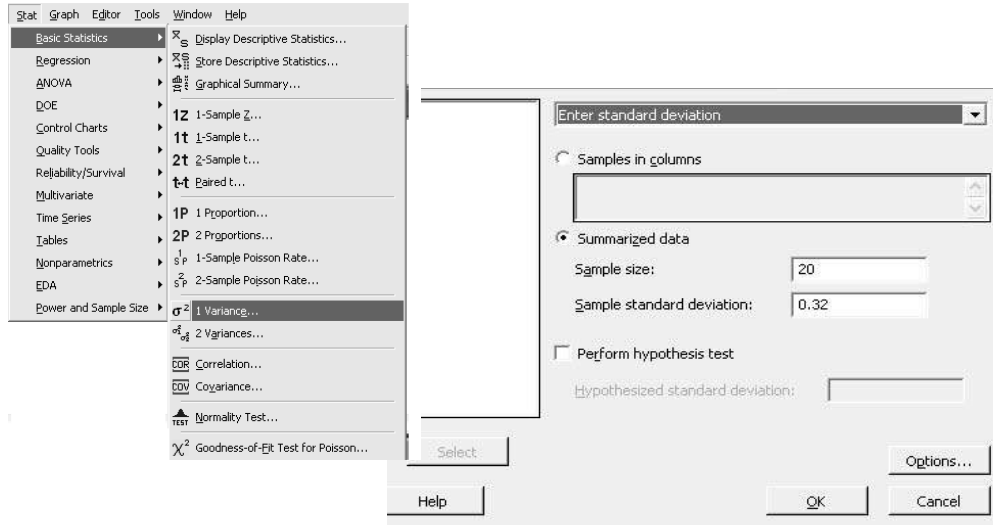 Stat Graph Editor Tools Window Help
Basic Statistics
Regression
ANOVA
DOE
Control Charts
Quality Tools
Reliability/Survival
Multivariate
Time Series
Tables
Nonparametrics
EDA
Power and Sample Size
Display Descriptive Statistics...
Store Descriptive Statistics...
Graphical Summary...
1Z 1-Sample Z...
1t 1-Sample t...
2t 2-Sample t...
t-t Paired t...
1P 1 Proportion...
2P 2 Proportions...
1-Sample Poisson Rate...
2-Sample Poisson Rate...
σ² 1 Variance...
2 Variances...
COR Correlation...
COV Covariance...
TEST Normality Test...
χ² Goodness-of-Fit Test for Poisson...
Enter standard deviation
Samples in columns
Summarized data
Sample size: 20
Sample standard deviation: 0.32
Perform hypothesis test
Hypothesized standard deviation:
Select
Options...
Help
OK
Cancel